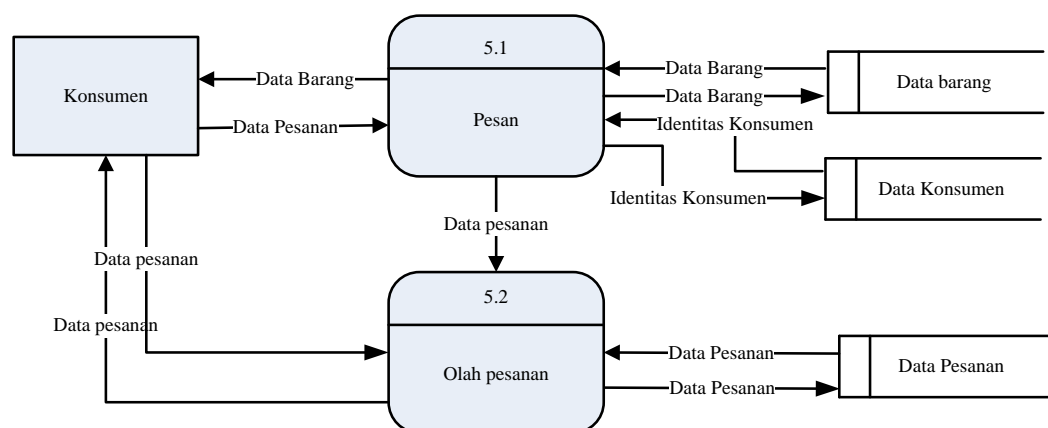 5.1
Data Barang
Data Barang
Data barang
Konsumen
Data Barang
Pesan
Identitas Konsumen
Data Pesanan
Data Konsumen
Identitas Konsumen
Data pesanan
Data pesanan
5.2
Data pesanan
Data Pesanan
Data Pesanan
Olah pesanan
Data Pesanan